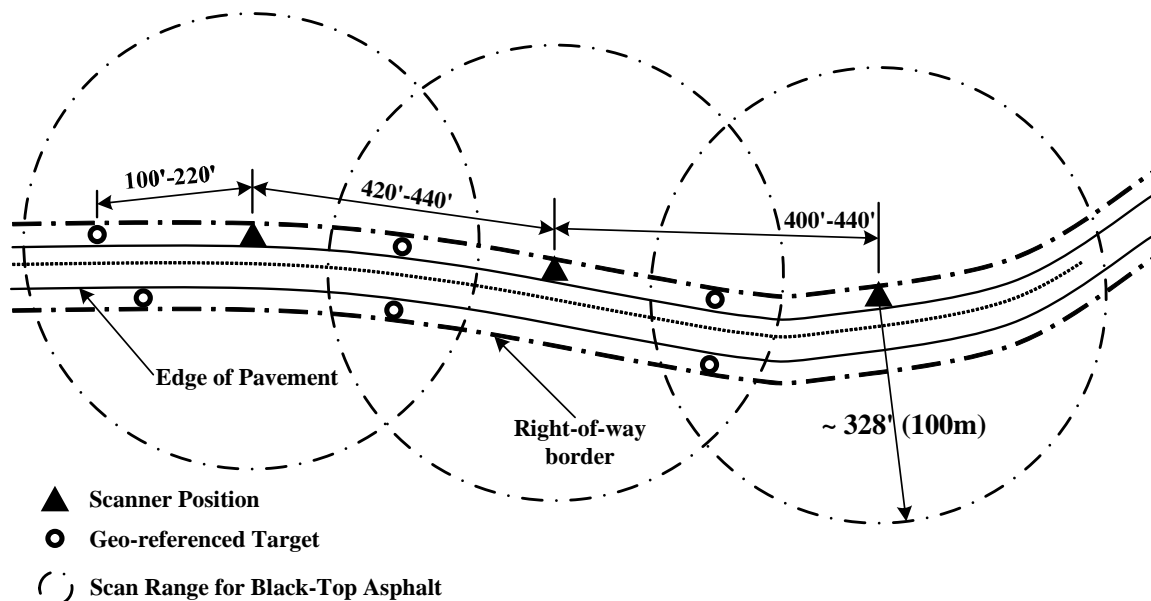 100'-220'
420'-440'
400'-440'
Edge of Pavement
Right-of-way
border
~ 328' (100m)
Scanner Position
Geo-referenced Target
Scan Range for Black-Top Asphalt